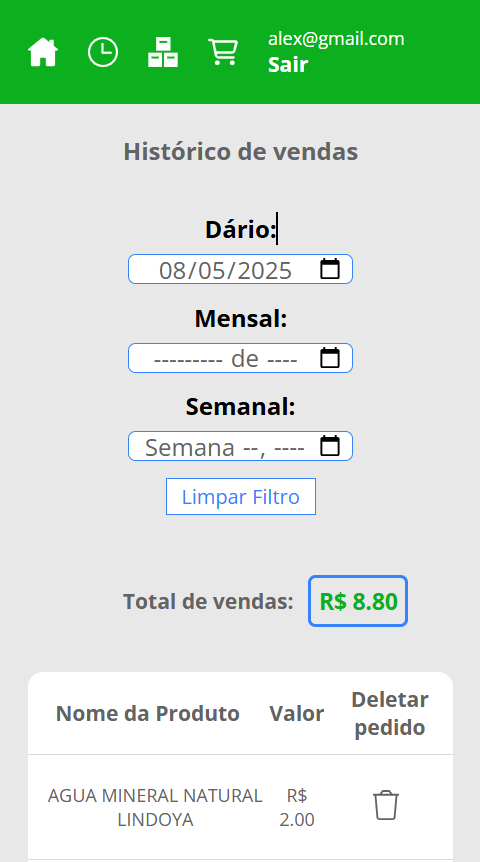 alex@gmail.com
Sair
Histórico de vendas
Dário:
08/05/2025
Mensal:
--------- de ----
Semanal:
Semana --, ----
Limpar Filtro
Total de vendas: R$ 8.80
Nome da Produto Valor Deletar
pedido
AGUA MINERAL NATURAL R$
LINDOYA 2.00